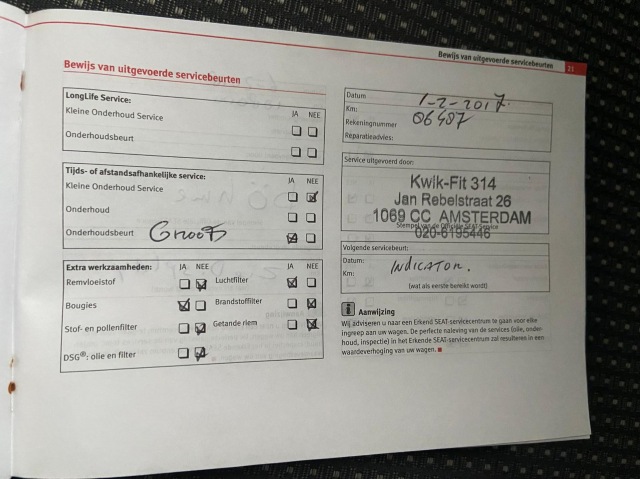 Bewijs van uitgevoerde servicebeurten
21
Bewijs van uitgevoerde servicebeurten
LongLife Service:
JA NEE
Kleine Onderhoud Service
Onderhoudsbeurt
Tijds- of afstandsafhankelijke service:
JA NEE
Kleine Onderhoud Service
Onderhoud
Onderhoudsbeurt Groot
Extra werkzaamheden: JA NEE JA NEE
Remvloeistof Luchtfilter
Bougies Brandstoffilter
Stof- en pollenfilter Getande riem
DSG®: olie en filter
Datum 1-2-2017
Km: 06487
Rekeningnummer
Reparatieadvies:
Service uitgevoerd door:
Kwik-Fit 314
Jan Rebelstraat 26
1069 CC AMSTERDAM
Stempel van de Officiële SEAT-Service
020-6195446
Volgende servicebeurt:
Datum: INDICATOR.
Km:
(wat als eerste bereikt wordt)
i Aanwijzing
Wij adviseren u naar een Erkend SEAT-servicecentrum te gaan voor elke
ingreep aan uw wagen. De perfecte naleving van de services (olie, onder-
houd, inspectie) in het Erkende SEAT-servicecentrum zal resulteren in een
waardeverhoging van uw wagen.